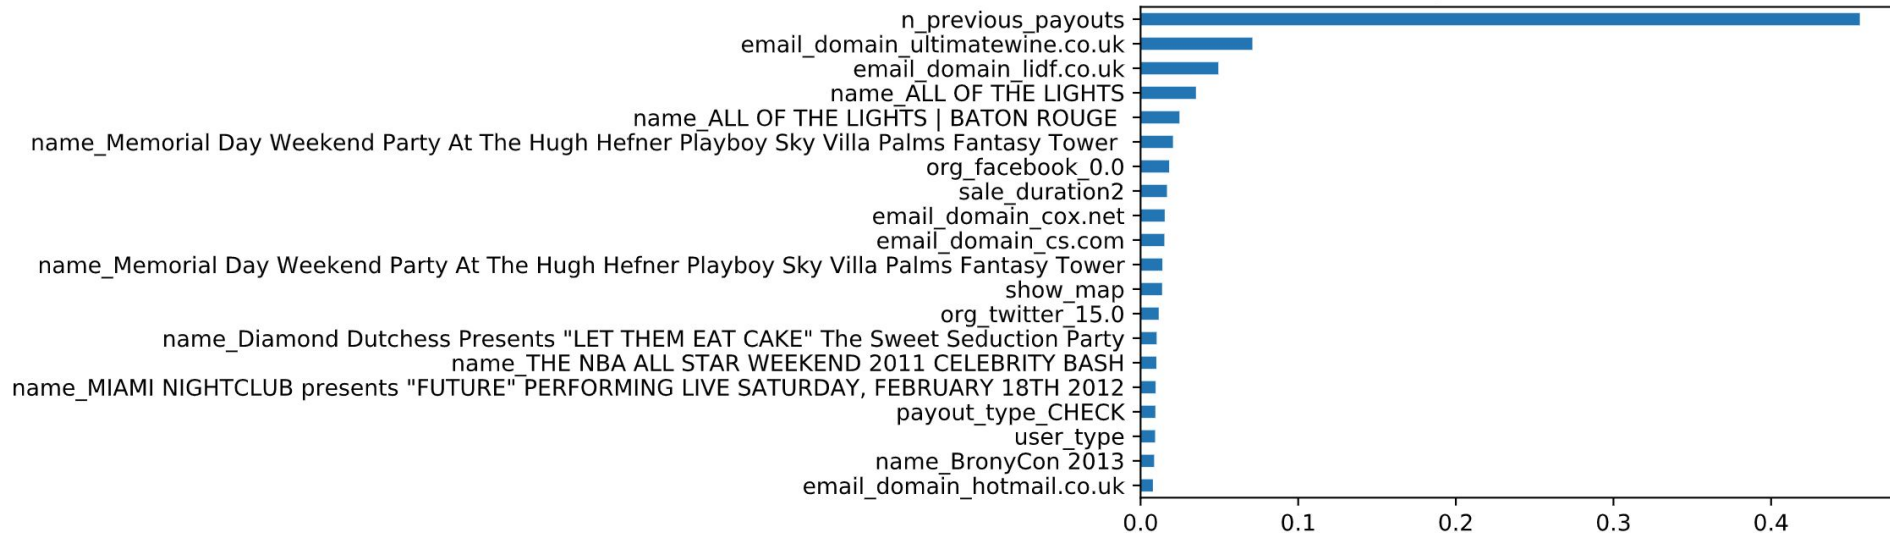 n_previous_payouts
email_domain_ultimatewine.co.uk
email_domain_lidf.co.uk
name_ALL OF THE LIGHTS
name_ALL OF THE LIGHTS | BATON ROUGE
name_Memorial Day Weekend Party At The Hugh Hefner Playboy Sky Villa Palms Fantasy Tower
org_facebook_0.0
sale_duration2
email_domain_cox.net
email_domain_cs.com
name_Memorial Day Weekend Party At The Hugh Hefner Playboy Sky Villa Palms Fantasy Tower
show_map
org_twitter_15.0
name_Diamond Dutchess Presents "LET THEM EAT CAKE" The Sweet Seduction Party
name_THE NBA ALL STAR WEEKEND 2011 CELEBRITY BASH
name_MIAMI NIGHTCLUB presents "FUTURE" PERFORMING LIVE SATURDAY, FEBRUARY 18TH 2012
payout_type_CHECK
user_type
name_BronyCon 2013
email_domain_hotmail.co.uk
0.0 0.1 0.2 0.3 0.4